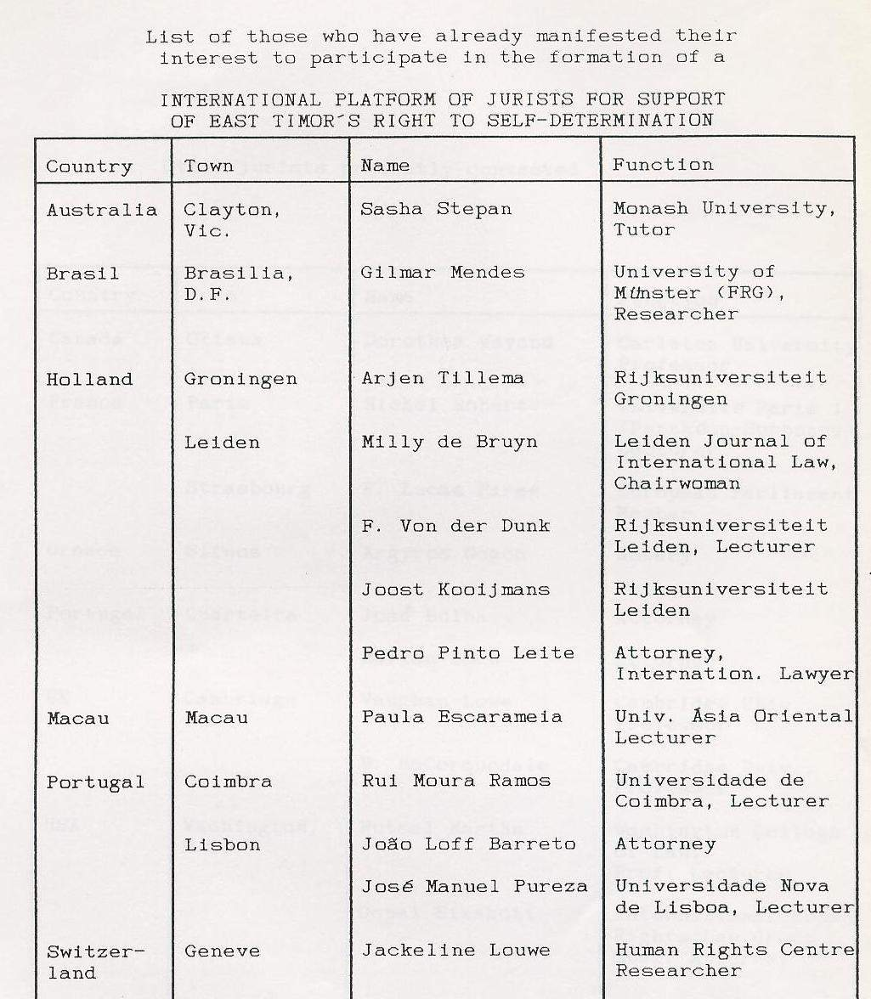 List of those who have already manifested their
interest to participate in the formation of a
INTERNATIONAL PLATFORM OF JURISTS FOR SUPPORT
OF EAST TIMOR´S RIGHT TO SELF-DETERMINATION
Country Town Name Function
Australia Clayton, Sasha Stepan Monash University,
Vic. Tutor
Brasil Brasilia, Gilmar Mendes University of
D.F. Münster (FRG),
Researcher
Holland Groningen Arjen Tillema Rijksuniversiteit
Groningen
Leiden Milly de Bruyn Leiden Journal of
International Law,
Chairwoman
F. Von der Dunk Rijksuniversiteit
Leiden, Lecturer
Joost Kooijmans Rijksuniversiteit
Leiden
Pedro Pinto Leite Attorney,
Internation. Lawyer
Macau Macau Paula Escarameia Univ. Ásia Oriental
Lecturer
Portugal Coimbra Rui Moura Ramos Universidade de
Coimbra, Lecturer
Lisbon João Loff Barreto Attorney
José Manuel Pureza Universidade Nova
de Lisboa, Lecturer
Switzer- Geneve Jackeline Louwe Human Rights Centre
land Researcher